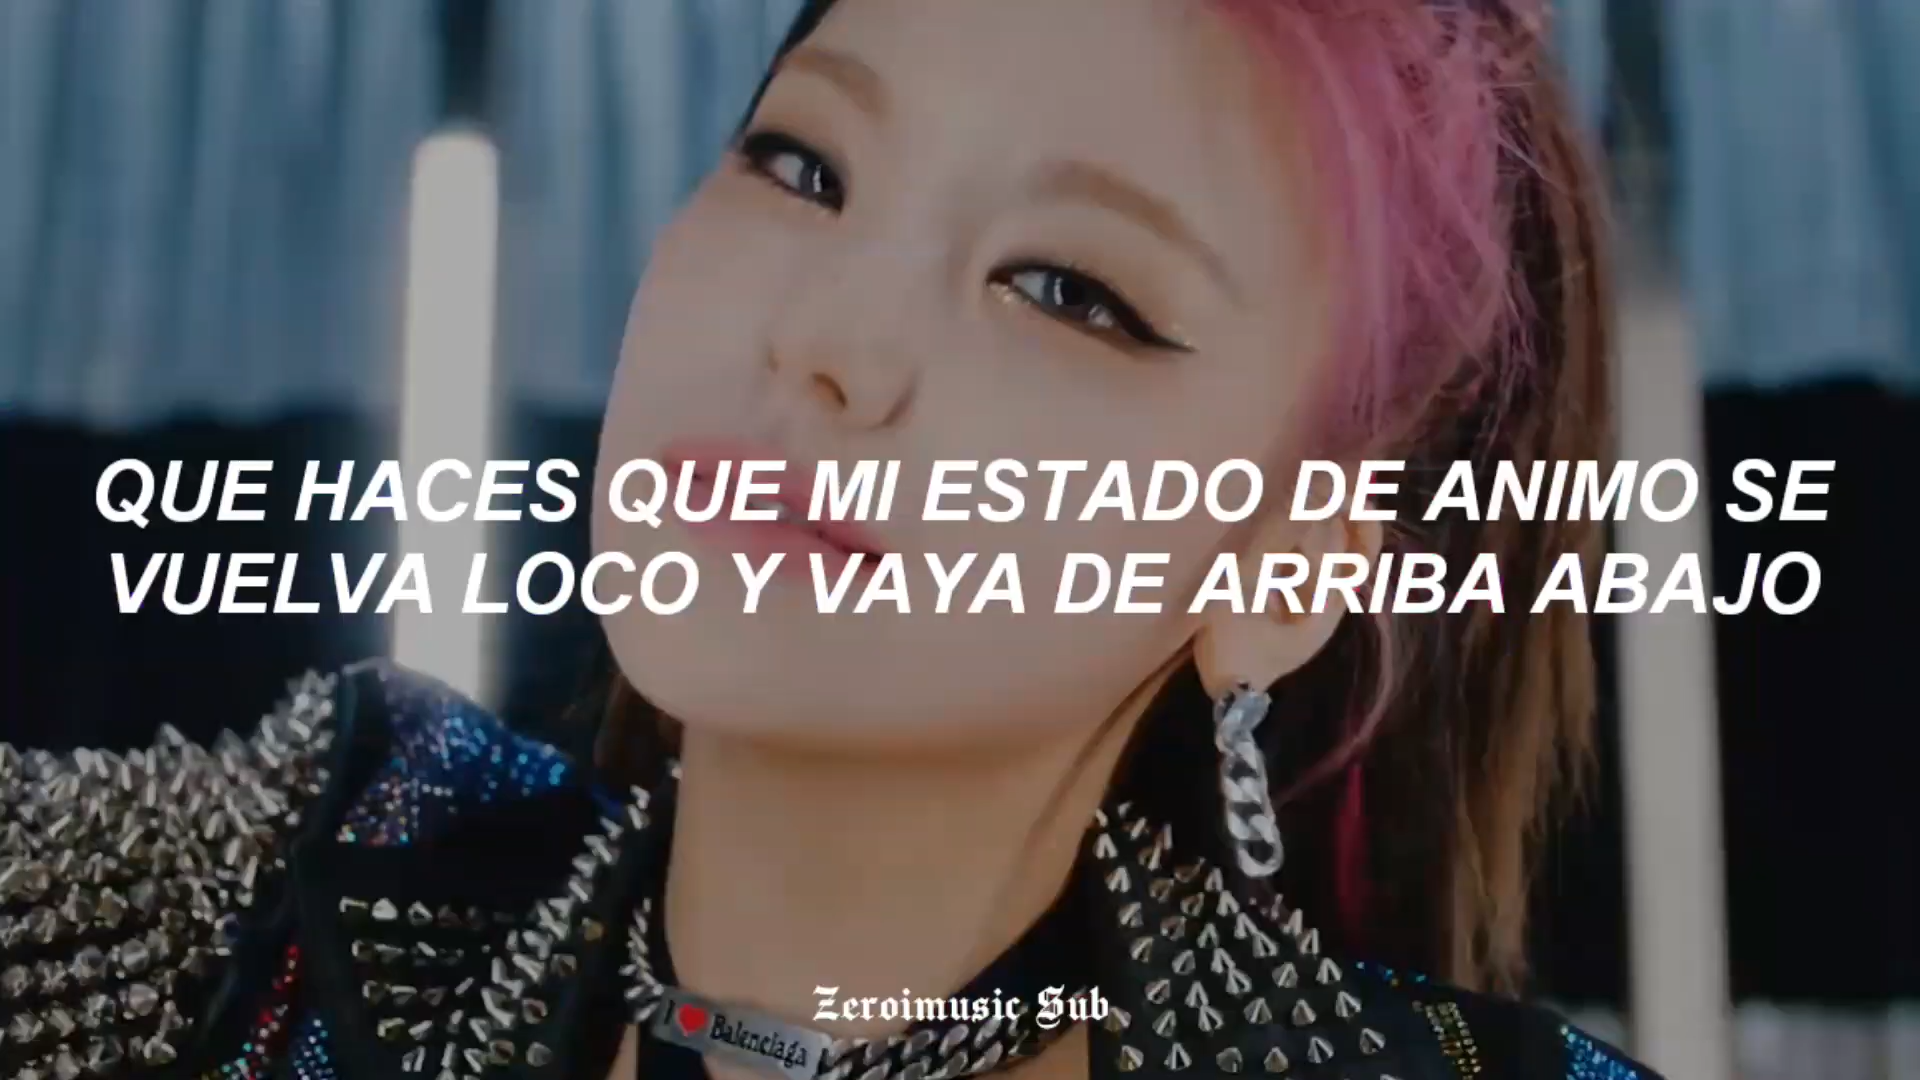 QUE HACES QUE MI ESTADO DE ANIMO SE
VUELVA LOCO Y VAYA DE ARRIBA ABAJO
Zeroimusic Sub
I ❤ Balenciaga